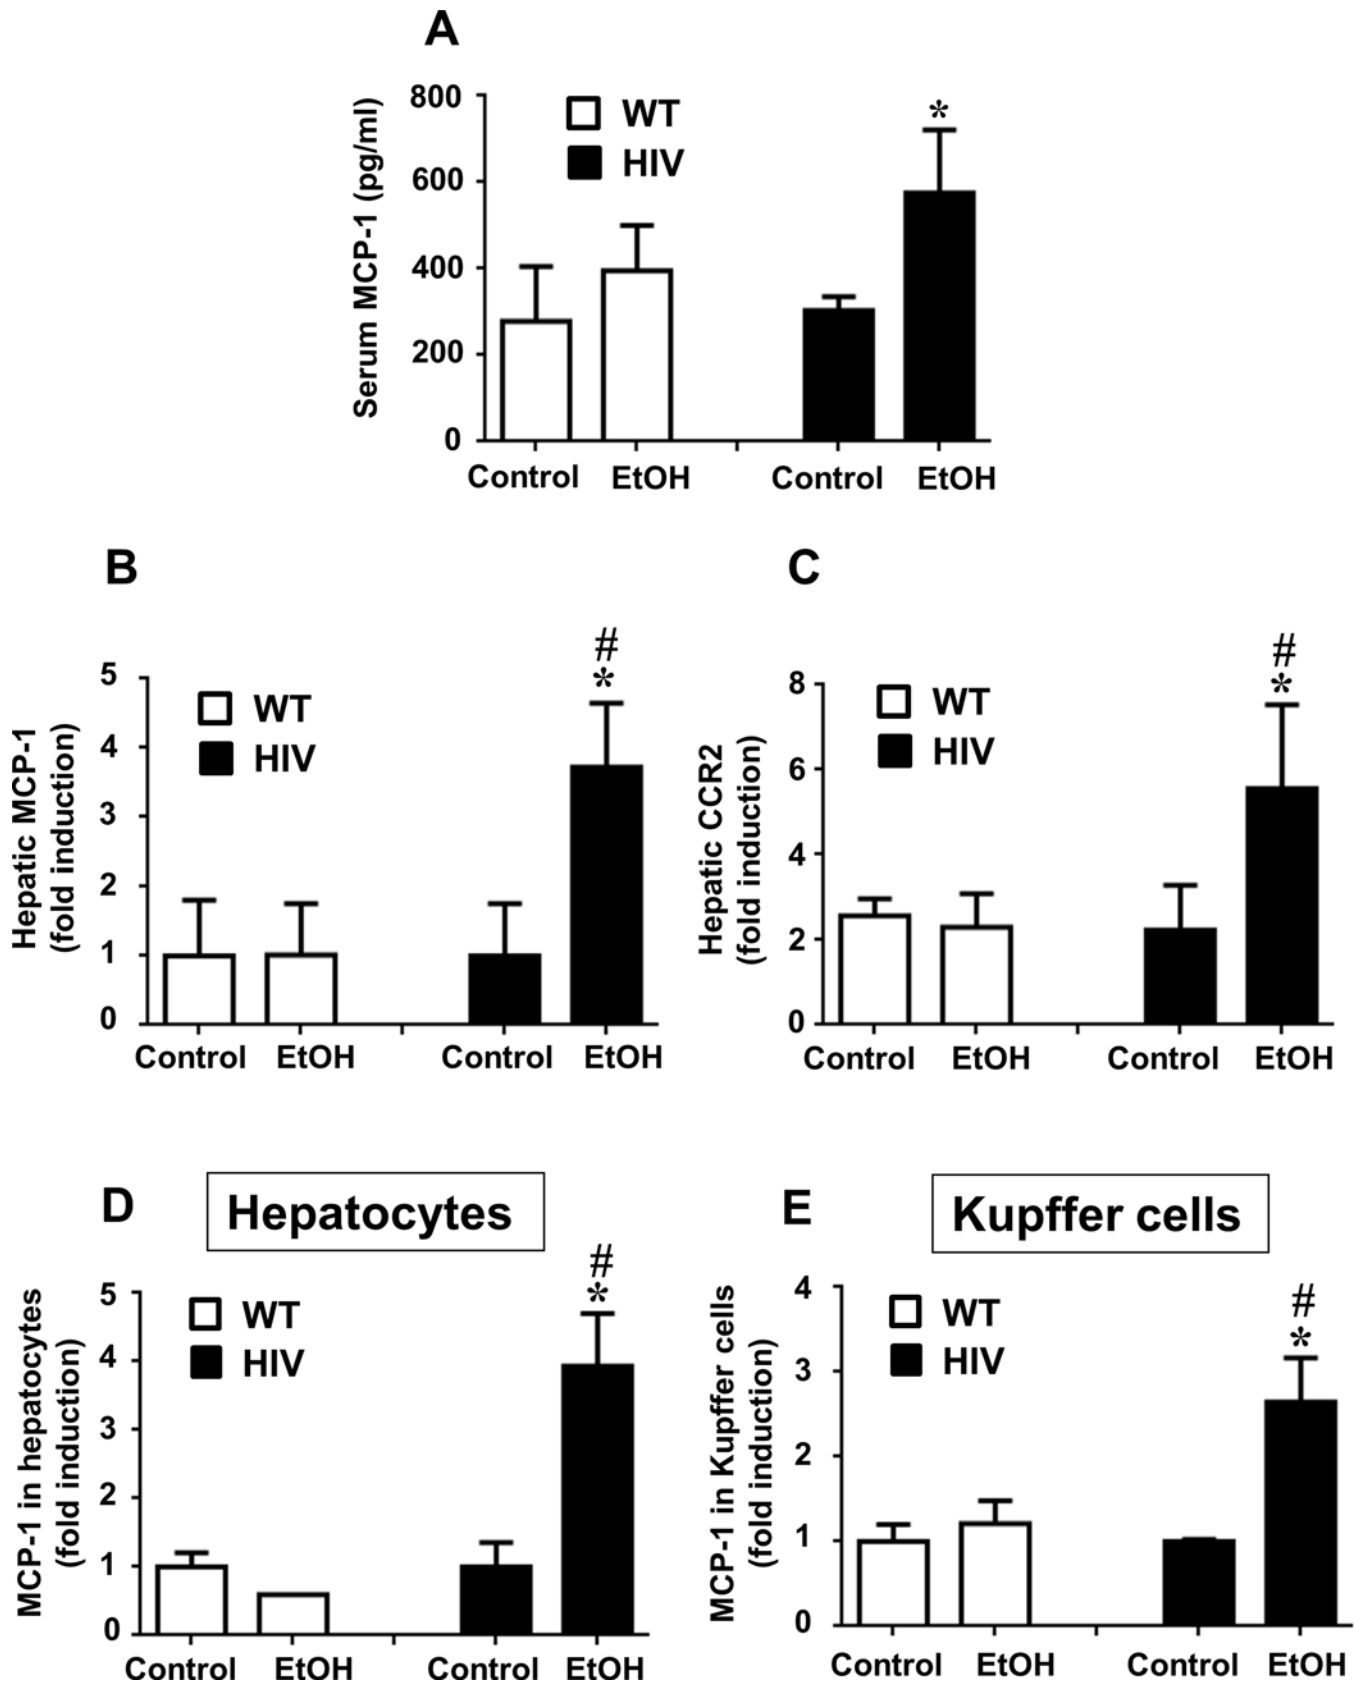 A
Serum MCP-1 (pg/ml)
800
600
400
200
0
WT
HIV
*
Control
EtOH
Control
EtOH
B
Hepatic MCP-1
(fold induction)
5
4
3
2
1
0
WT
HIV
#
*
Control
EtOH
Control
EtOH
C
Hepatic CCR2
(fold induction)
8
6
4
2
0
WT
HIV
#
*
Control
EtOH
Control
EtOH
D
Hepatocytes
MCP-1 in hepatocytes
(fold induction)
5
4
3
2
1
0
WT
HIV
#
*
Control
EtOH
Control
EtOH
E
Kupffer cells
MCP-1 in Kupffer cells
(fold induction)
4
3
2
1
0
WT
HIV
#
*
Control
EtOH
Control
EtOH